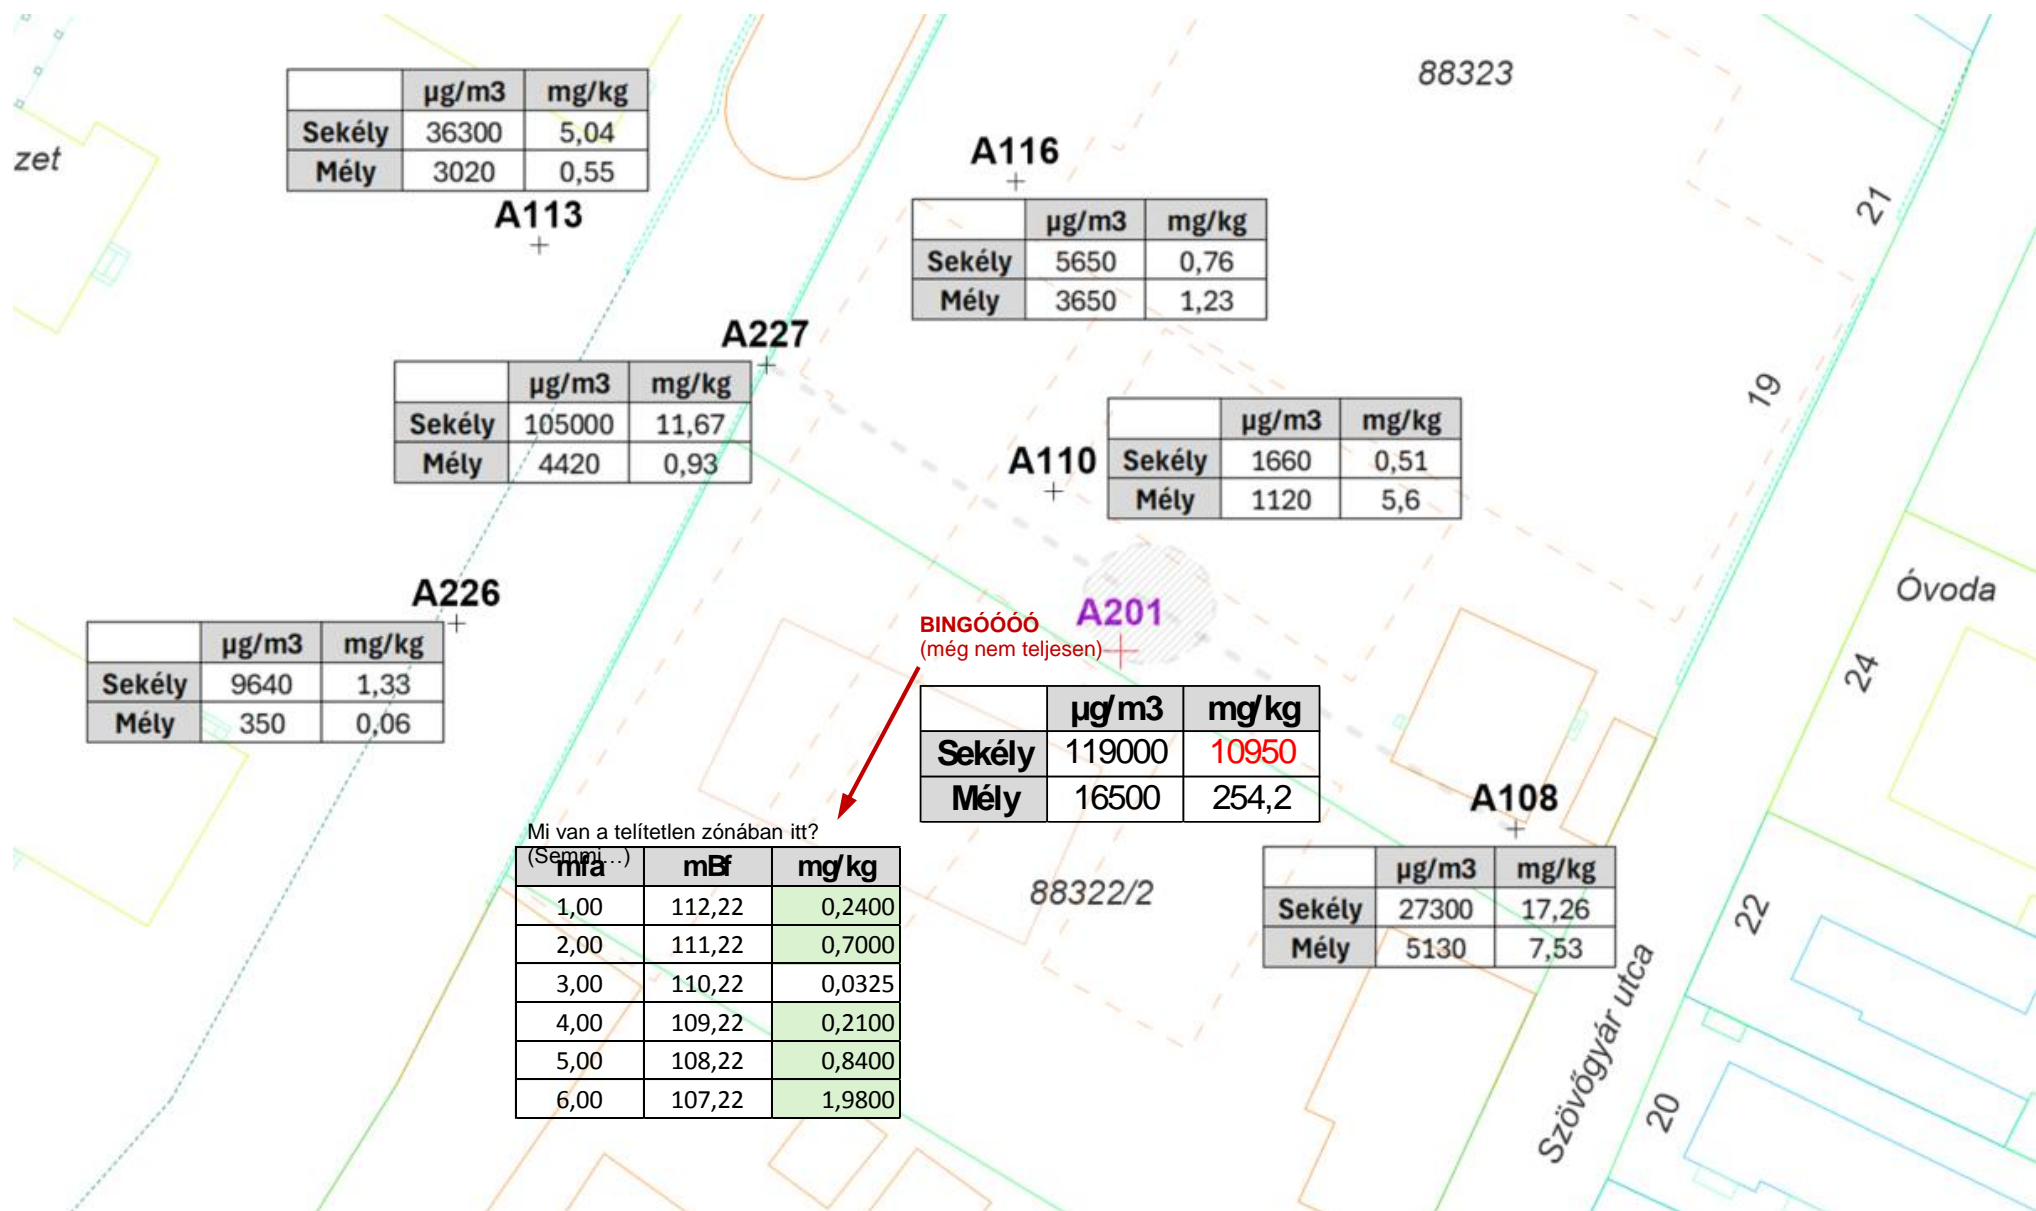 88323
µg/m3 mg/kg
Sekély 36300 5,04
Mély 3020 0,55
zet
A113
A116
µg/m3 mg/kg
Sekély 5650 0,76
Mély 3650 1,23
21
A227
µg/m3 mg/kg
Sekély 105000 11,67
Mély 4420 0,93
19
A110
µg/m3 mg/kg
Sekély 1660 0,51
Mély 1120 5,6
Óvoda
A226
µg/m3 mg/kg
Sekély 9640 1,33
Mély 350 0,06
A201
BINGÓÓÓÓ
(még nem teljesen)
24
µg/m3 mg/kg
Sekély 119000 10950
Mély 16500 254,2
A108
µg/m3 mg/kg
Sekély 27300 17,26
Mély 5130 7,53
Mi van a telítetlen zónában itt?
(Semmi…)
mfa mBf mg/kg
1,00 112,22 0,2400
2,00 111,22 0,7000
3,00 110,22 0,0325
4,00 109,22 0,2100
5,00 108,22 0,8400
6,00 107,22 1,9800
88322/2
22
Szövőgyár utca
20